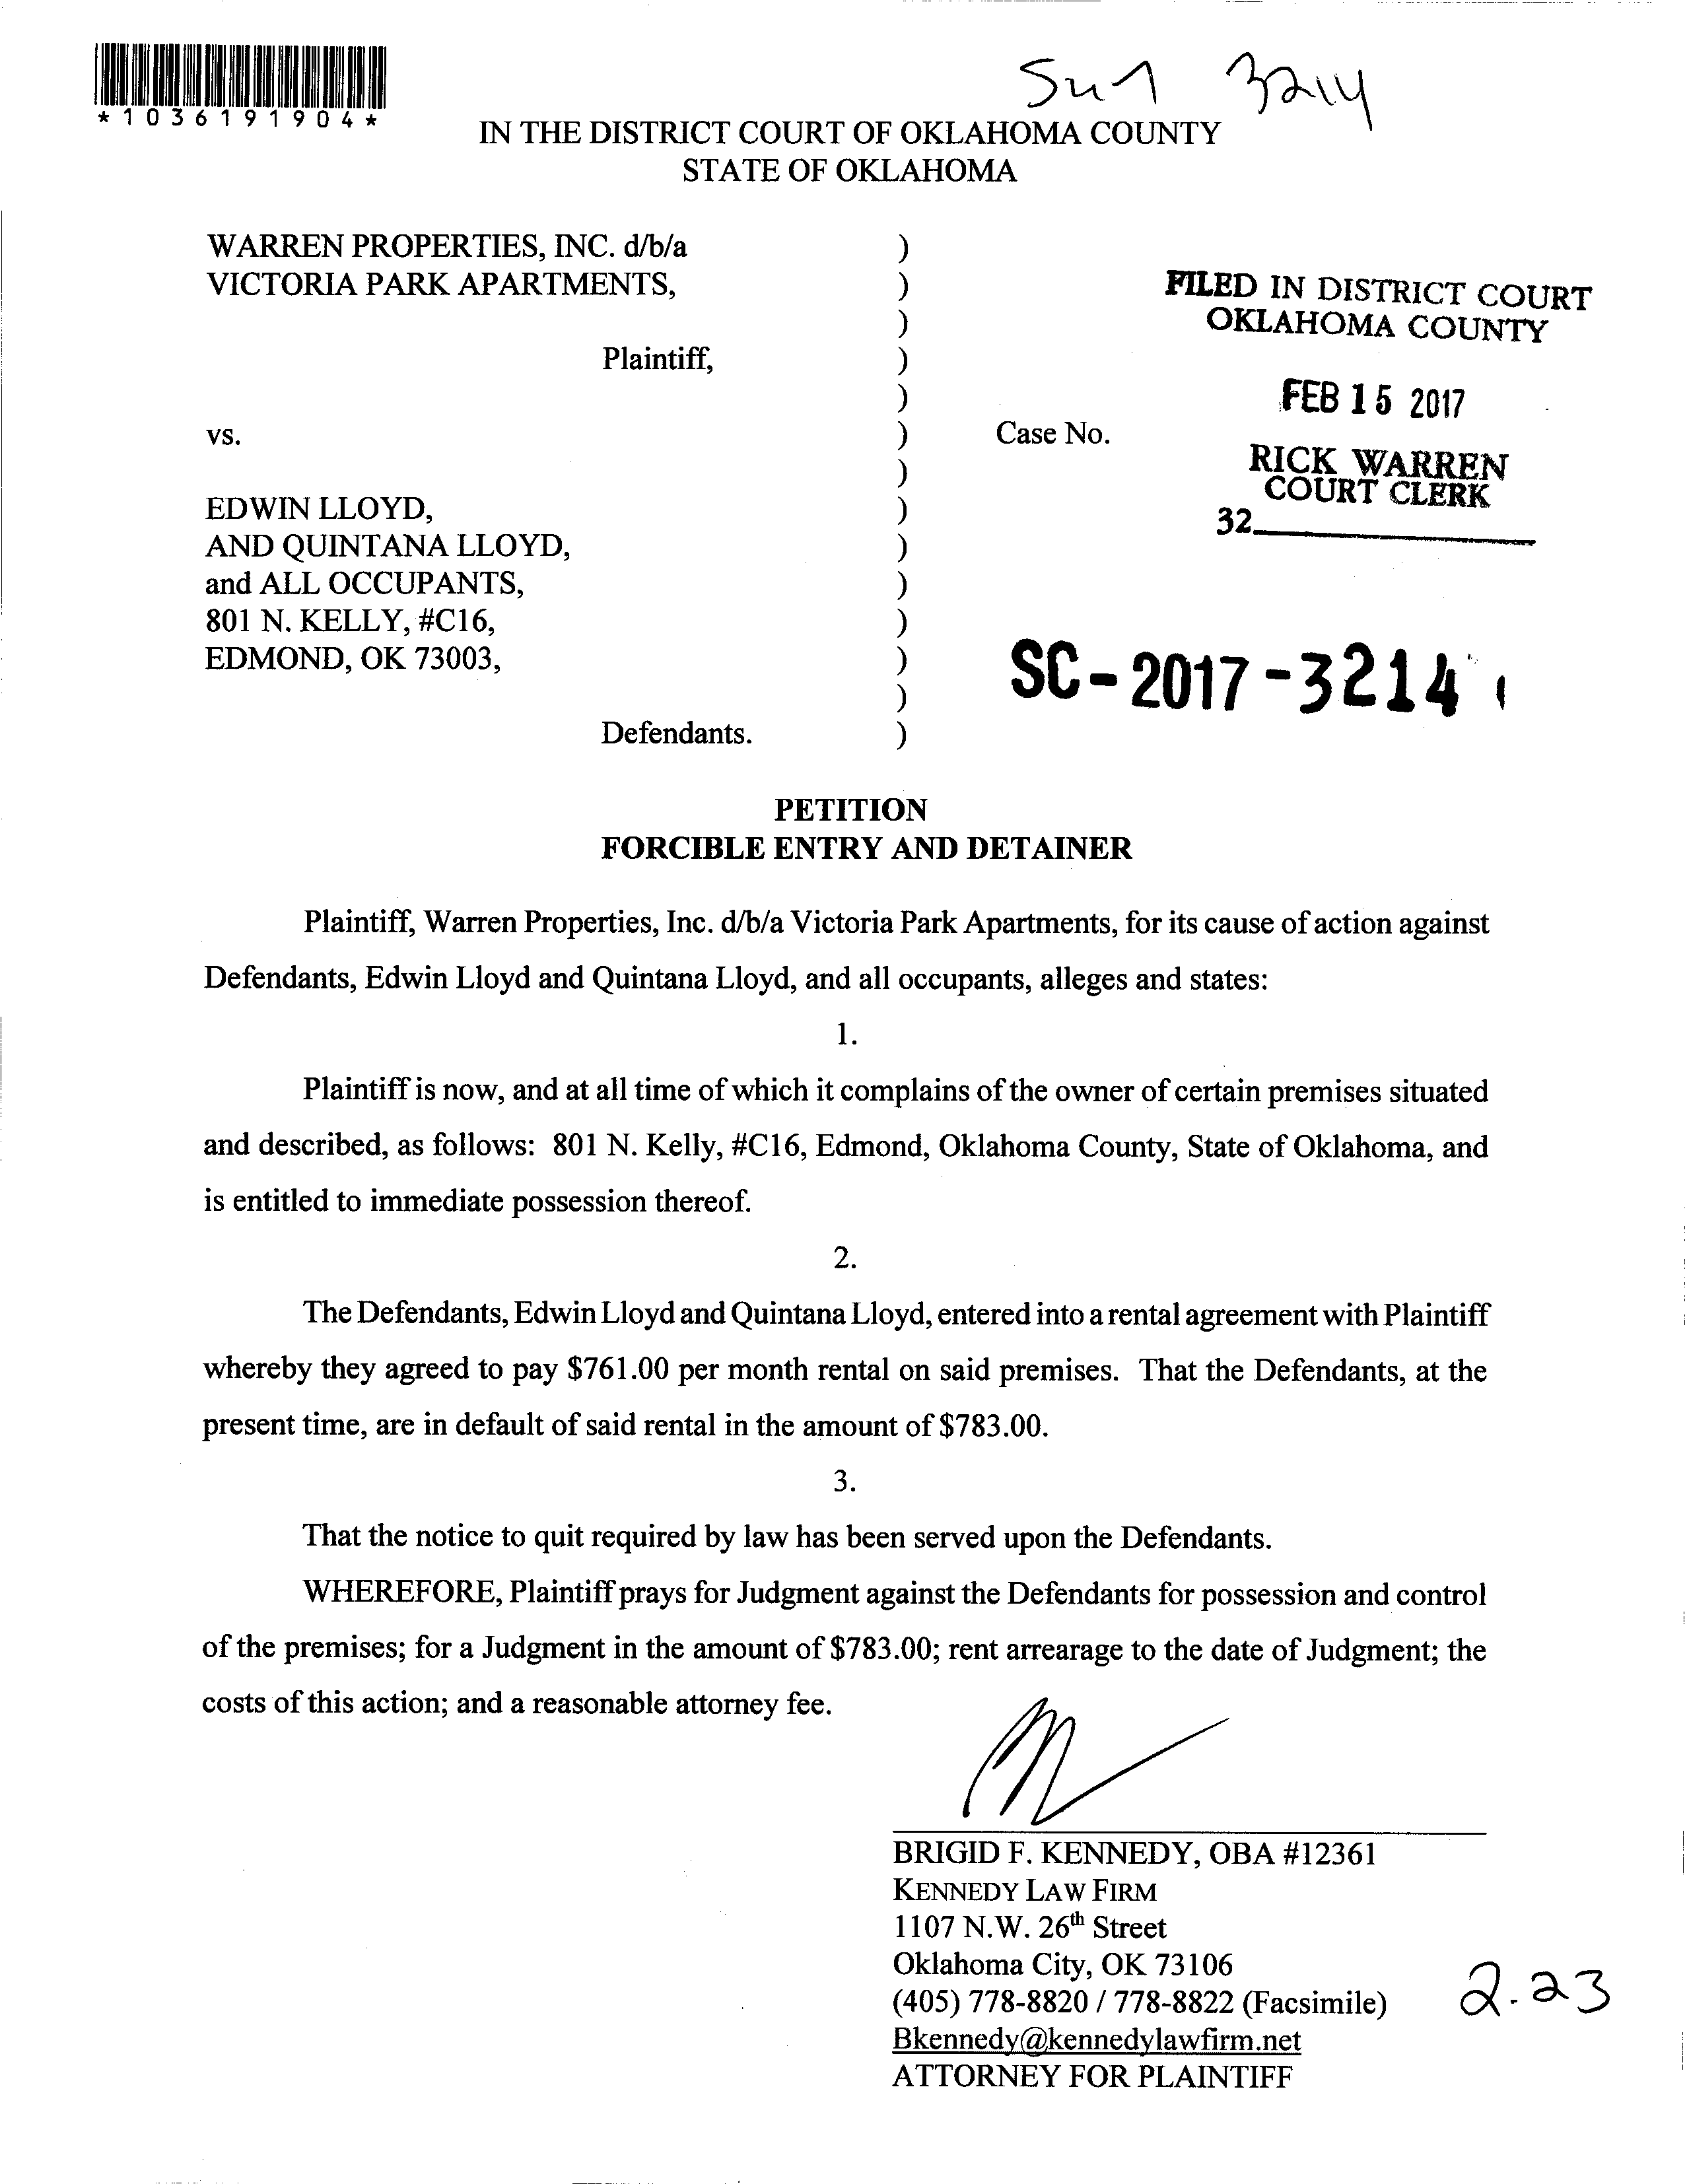 Sun 3214
*1036191904*
IN THE DISTRICT COURT OF OKLAHOMA COUNTY
STATE OF OKLAHOMA
WARREN PROPERTIES, INC. d/b/a )
VICTORIA PARK APARTMENTS, )
)
Plaintiff, )
)
vs. ) Case No.
)
EDWIN LLOYD, )
AND QUINTANA LLOYD, )
and ALL OCCUPANTS, )
801 N. KELLY, #C16, )
EDMOND, OK 73003, )
)
Defendants. )
FILED IN DISTRICT COURT
OKLAHOMA COUNTY
FEB 15 2017
RICK WARREN
COURT CLERK
32
SC-2017-3214
PETITION
FORCIBLE ENTRY AND DETAINER
Plaintiff, Warren Properties, Inc. d/b/a Victoria Park Apartments, for its cause of action against
Defendants, Edwin Lloyd and Quintana Lloyd, and all occupants, alleges and states:
1.
Plaintiff is now, and at all time of which it complains of the owner of certain premises situated
and described, as follows: 801 N. Kelly, #C16, Edmond, Oklahoma County, State of Oklahoma, and
is entitled to immediate possession thereof.
2.
The Defendants, Edwin Lloyd and Quintana Lloyd, entered into a rental agreement with Plaintiff
whereby they agreed to pay $761.00 per month rental on said premises. That the Defendants, at the
present time, are in default of said rental in the amount of $783.00.
3.
That the notice to quit required by law has been served upon the Defendants.
WHEREFORE, Plaintiff prays for Judgment against the Defendants for possession and control
of the premises; for a Judgment in the amount of $783.00; rent arrearage to the date of Judgment; the
costs of this action; and a reasonable attorney fee.
BRIGID F. KENNEDY, OBA #12361
KENNEDY LAW FIRM
1107 N.W. 26th Street
Oklahoma City, OK 73106
(405) 778-8820 / 778-8822 (Facsimile)
Bkennedy@kennedylawfirm.net
ATTORNEY FOR PLAINTIFF
2.23